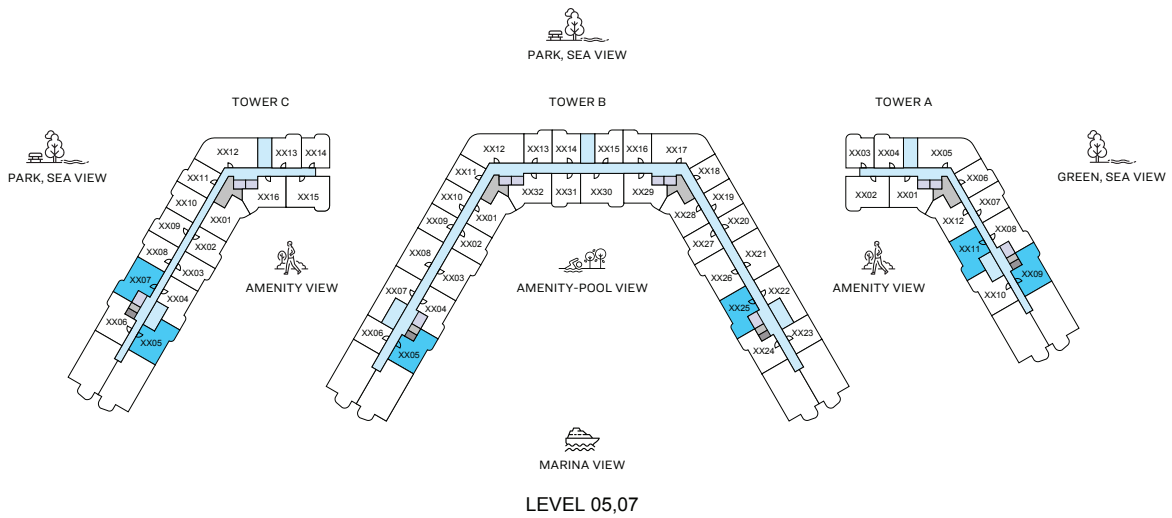 PARK, SEA VIEW
TOWER C
TOWER B
TOWER A
PARK, SEA VIEW
GREEN, SEA VIEW
XX12
XX13
XX14
XX11
XX10
XX09
XX08
XX07
XX06
XX05
XX04
XX03
XX02
XX01
XX16
XX15
AMENITY VIEW
XX12
XX13
XX14
XX15
XX16
XX17
XX11
XX10
XX09
XX08
XX07
XX06
XX05
XX04
XX03
XX02
XX01
XX32
XX31
XX30
XX29
XX28
XX27
XX26
XX25
XX24
XX18
XX19
XX20
XX21
XX22
XX23
AMENITY-POOL VIEW
AMENITY VIEW
XX03
XX04
XX05
XX02
XX01
XX06
XX07
XX08
XX09
XX12
XX11
XX10
MARINA VIEW
LEVEL 05,07